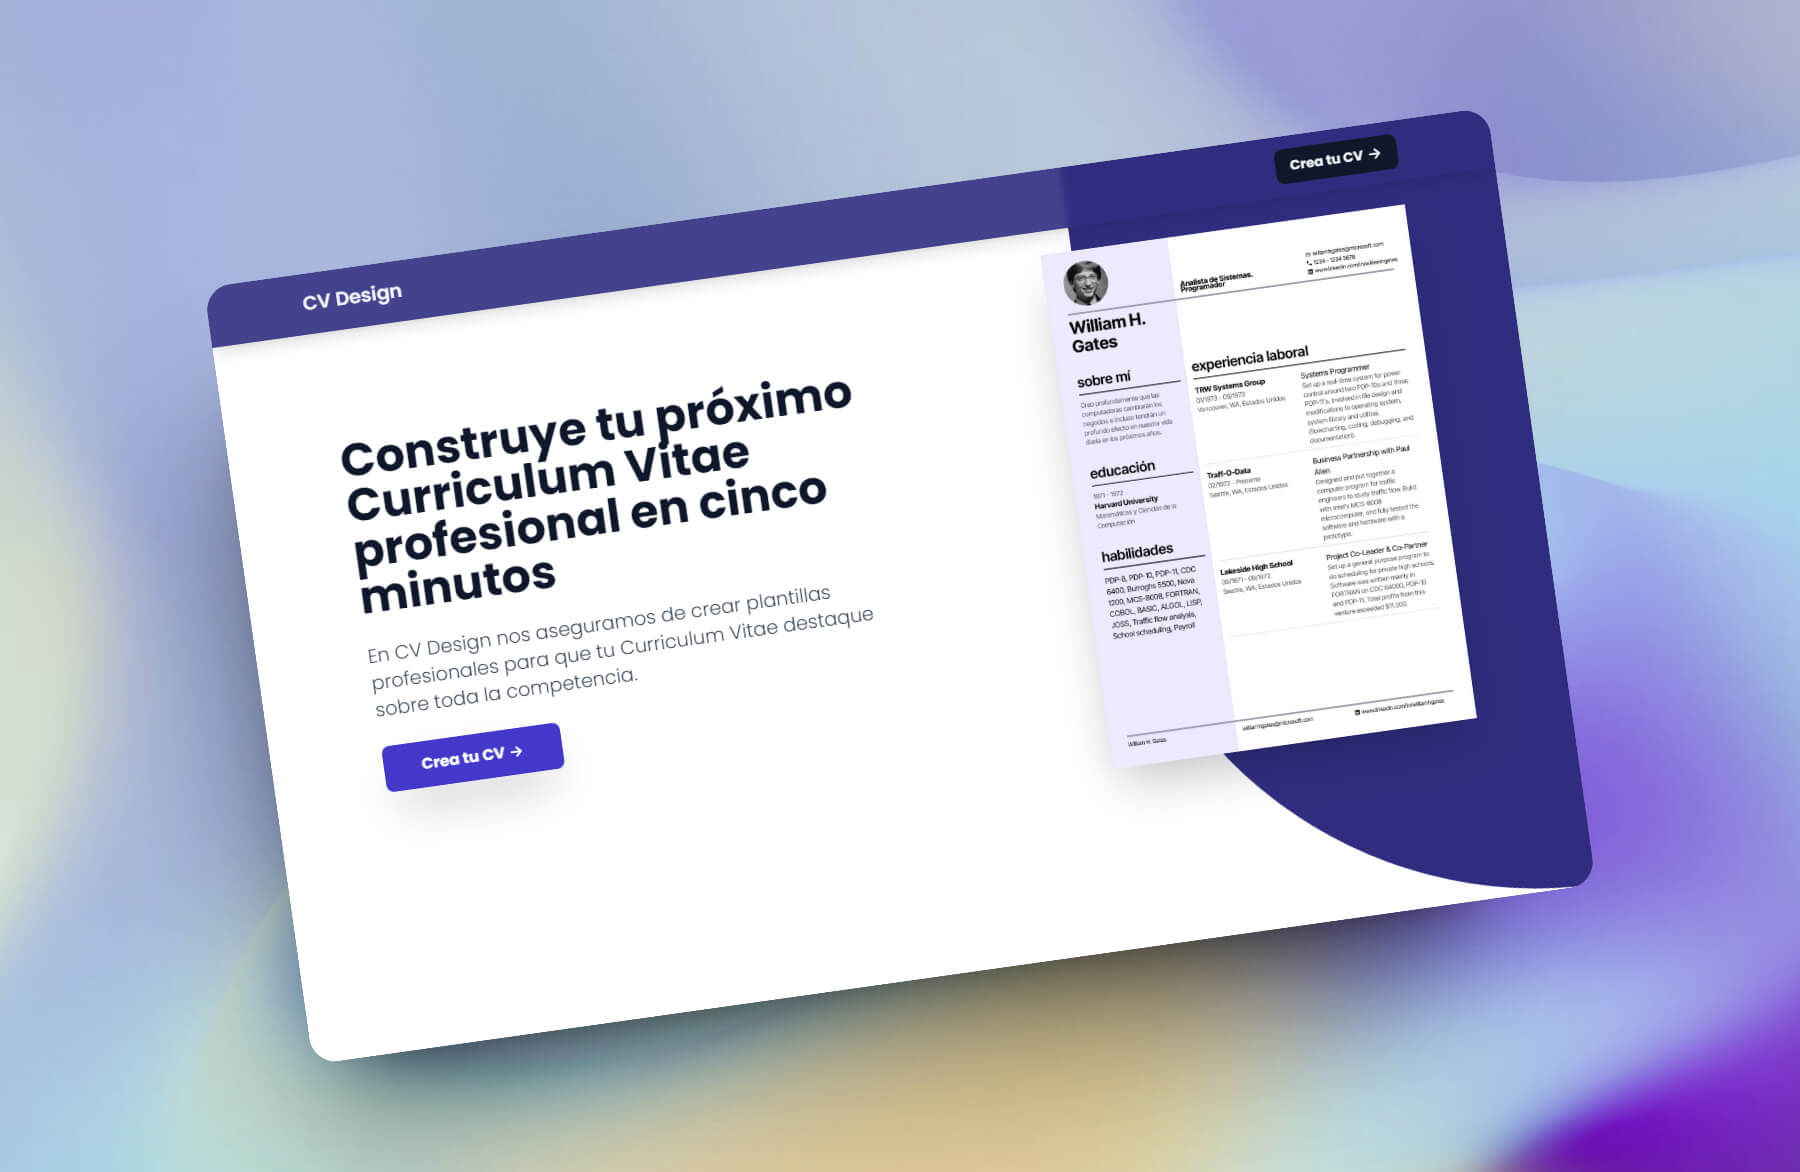 CV Design
Crea tu CV →
Construye tu próximo
Curriculum Vitae
profesional en cinco
minutos
En CV Design nos aseguramos de crear plantillas
profesionales para que tu Curriculum Vitae destaque
sobre toda la competencia.
Crea tu CV →
William H.
Gates
Analista de Sistemas.
Programador
williamhgates@microsoft.com
1234 - 1234 5678
www.linkedin.com/in/williamhgates
sobre mí
Creo profundamente que las
computadoras cambiarán los
negocios e incluso tendrán un
profundo efecto en nuestra vida
diaria en los próximos años.
educación
1971 - 1972
Harvard University
Matemáticas y Ciencias de la
Computación
habilidades
PDP-8, PDP-10, PDP-11, CDC
6400, Burroghs 5500, Nova
1200, MCS-8008, FORTRAN,
COBOL, BASIC, ALGOL, LISP,
JOSS, Traffic flow analysis,
School scheduling, Payroll
experiencia laboral
TRW Systems Group
01/1973 - 09/1973
Vancouver, WA, Estados Unidos
Systems Programmer
Set up a real-time system for power
control around two PDP-10s and three
PDP-11's. Involved in file design and
modifications to operating system,
system library and utilities
(flowcharting, coding, debugging, and
documentation).
Traff-O-Data
02/1972 - Presente
Seattle, WA, Estados Unidos
Business Partnership with Paul
Allen
Designed and put together a
computer program for traffic
engineers to study traffic flow. Build
with Intel's MCS-8008
microcomputer, and fully tested the
software and hardware with a
prototype.
Lakeside High School
09/1971 - 09/1972
Seattle, WA, Estados Unidos
Project Co-Leader & Co-Partner
Set up a general purpose program to
do scheduling for private high schools.
Software was written mainly in
FORTRAN on CDC 64000, PDP-10
and PDP-11. Total profits from this
venture exceeded $11,000.
William H. Gates
williamhgates@microsoft.com
www.linkedin.com/in/williamhgates